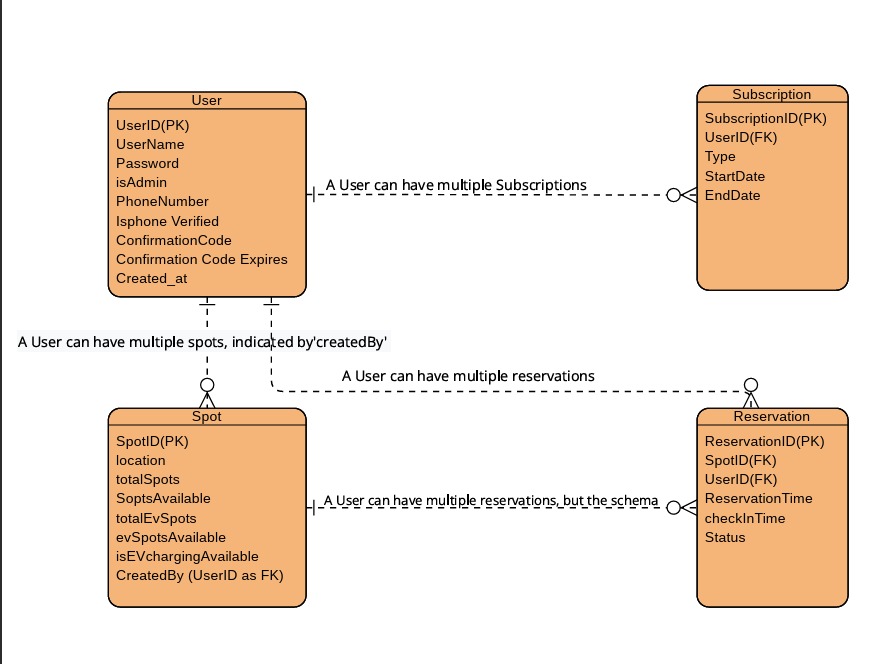 User
UserID(PK)
UserName
Password
isAdmin
PhoneNumber
Isphone Verified
ConfirmationCode
Confirmation Code Expires
Created_at
A User can have multiple Subscriptions
Subscription
SubscriptionID(PK)
UserID(FK)
Type
StartDate
EndDate
A User can have multiple spots, indicated by'createdBy'
A User can have multiple reservations
Spot
SpotID(PK)
location
totalSpots
SoptsAvailable
totalEvSpots
evSpotsAvailable
isEVchargingAvailable
CreatedBy (UserID as FK)
A User can have multiple reservations, but the schema
Reservation
ReservationID(PK)
SpotID(FK)
UserID(FK)
ReservationTime
checkInTime
Status